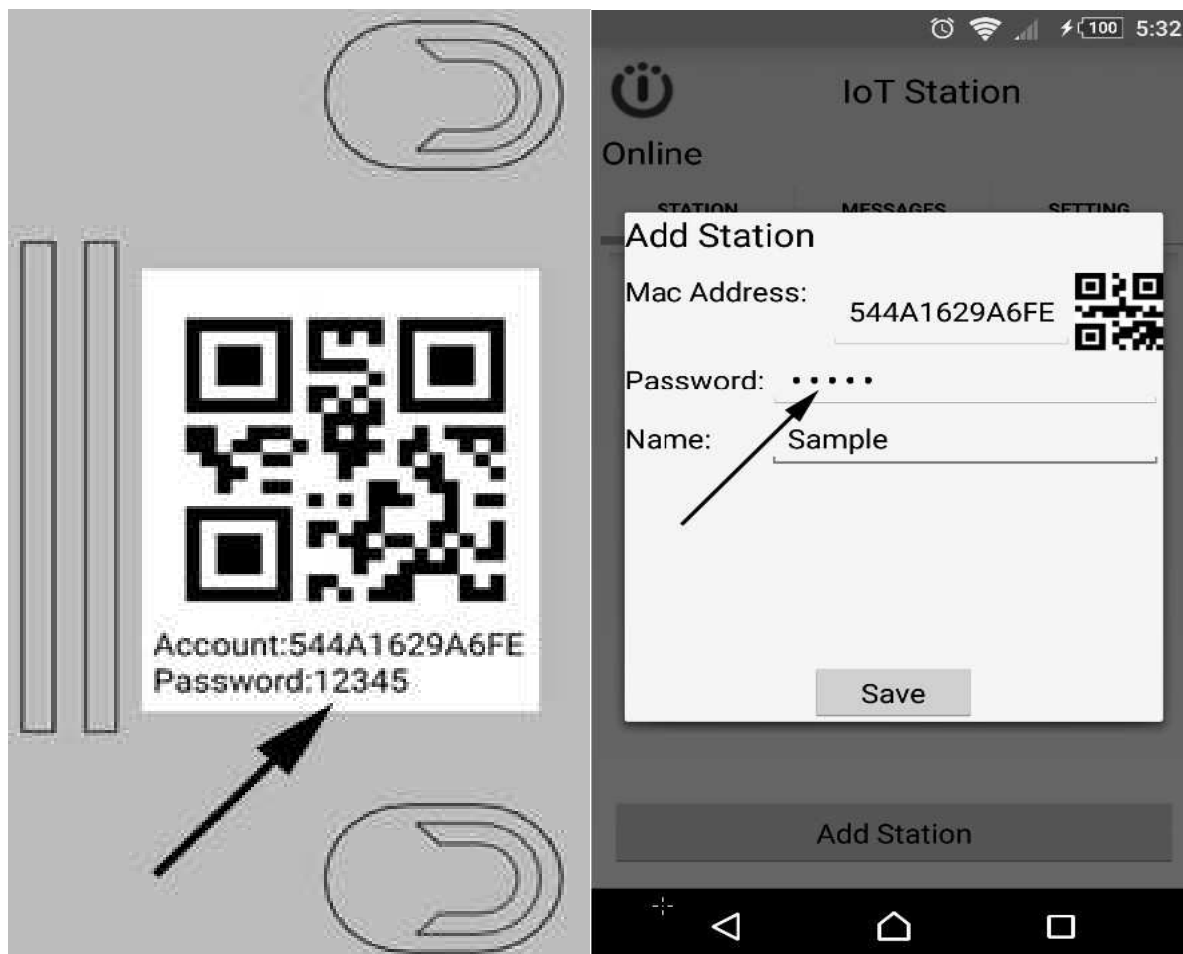 Account:544A1629A6FE
Password:12345
100 5:32
IoT Station
Online
STATION MESSAGES SETTING
Add Station
Mac Address: 544A1629A6FE
Password: •••••
Name: Sample
Save
Add Station